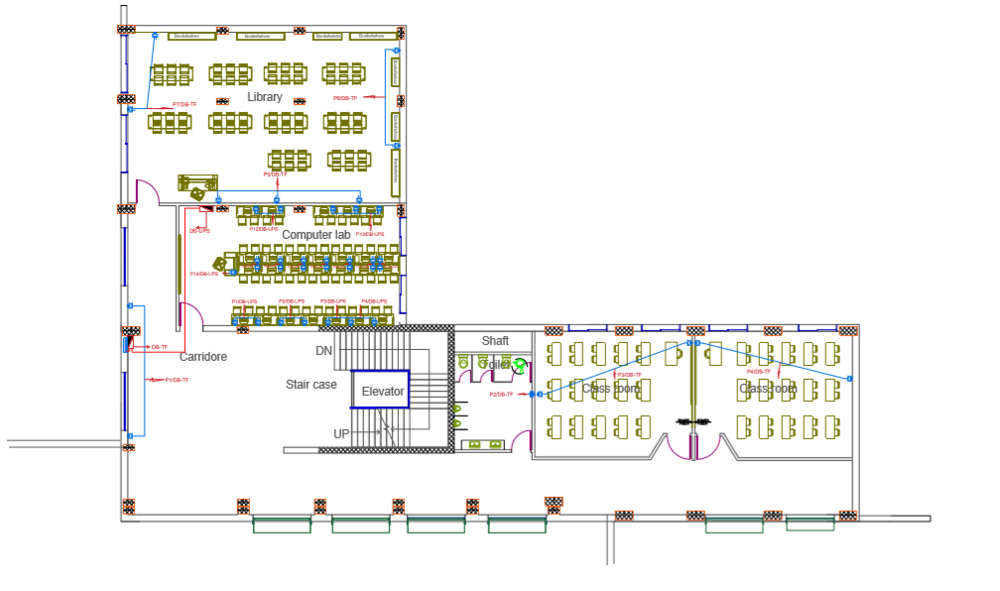 Bookshelves
Bookshelves
Bookshelves
Bookshelves
Bookshelves
Library
P6/DB-TF
P7/DB-TF
Bookshelves
Bookshelves
P5/DB-TF
P12/DB-UPS
P13/DB-UPS
DB-UPS
Computer lab
P14/DB-UPS
P1/DB-UPS
P2/DB-UPS
P3/DB-UPS
P4/DB-UPS
DB-TF
Carridore
DN
Shaft
Toilet
Stair case
Elevator
P1/DB-TF
P2/DB-TF
P3/DB-TF
Class room
P4/DB-TF
Class room
UP